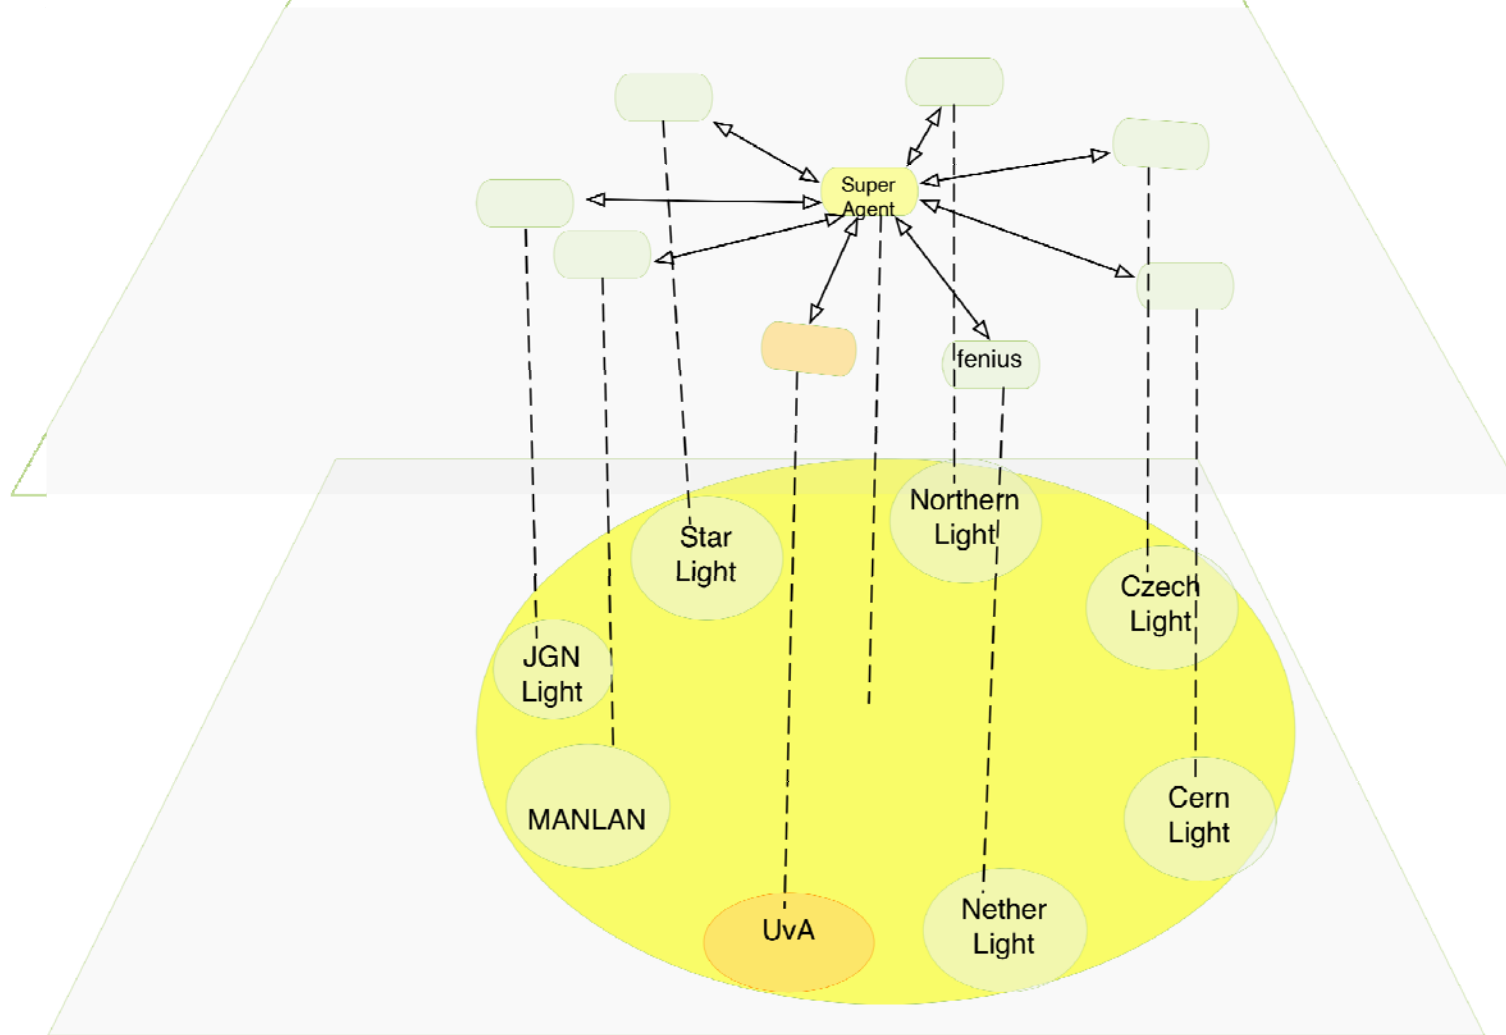 Super
Agent
fenius
Northern
Light
Star
Light
Czech
Light
JGN
Light
MANLAN
Cern
Light
UvA
Nether
Light